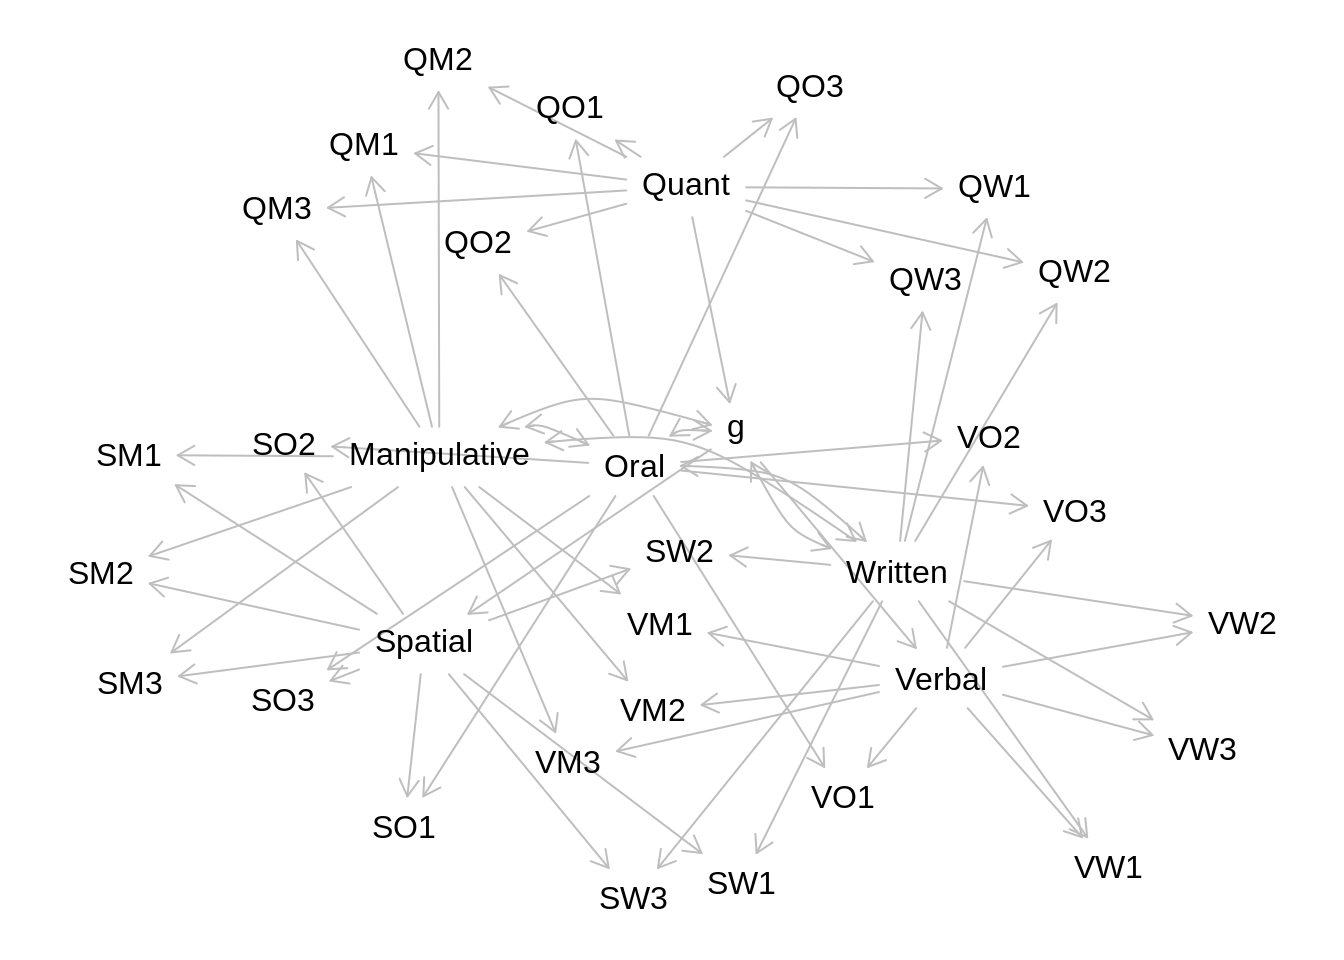 QM2
QO3
QO1
QM1
Quant
QW1
QM3
QO2
QW2
QW3
g
VO2
SO2
SM1
Manipulative
Oral
VO3
SW2
SM2
Written
VM1
VW2
Spatial
Verbal
SM3
SO3
VM2
VW3
VM3
VO1
SO1
VW1
SW1
SW3